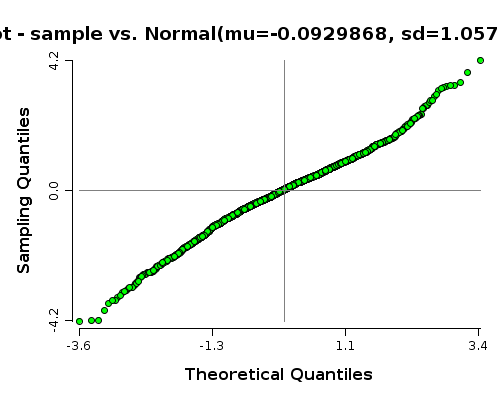 ot - sample vs. Normal(mu=-0.0929868, sd=1.057
4.2
0.0
-4.2
Sampling Quantiles
-3.6
-1.3
1.1
3.4
Theoretical Quantiles